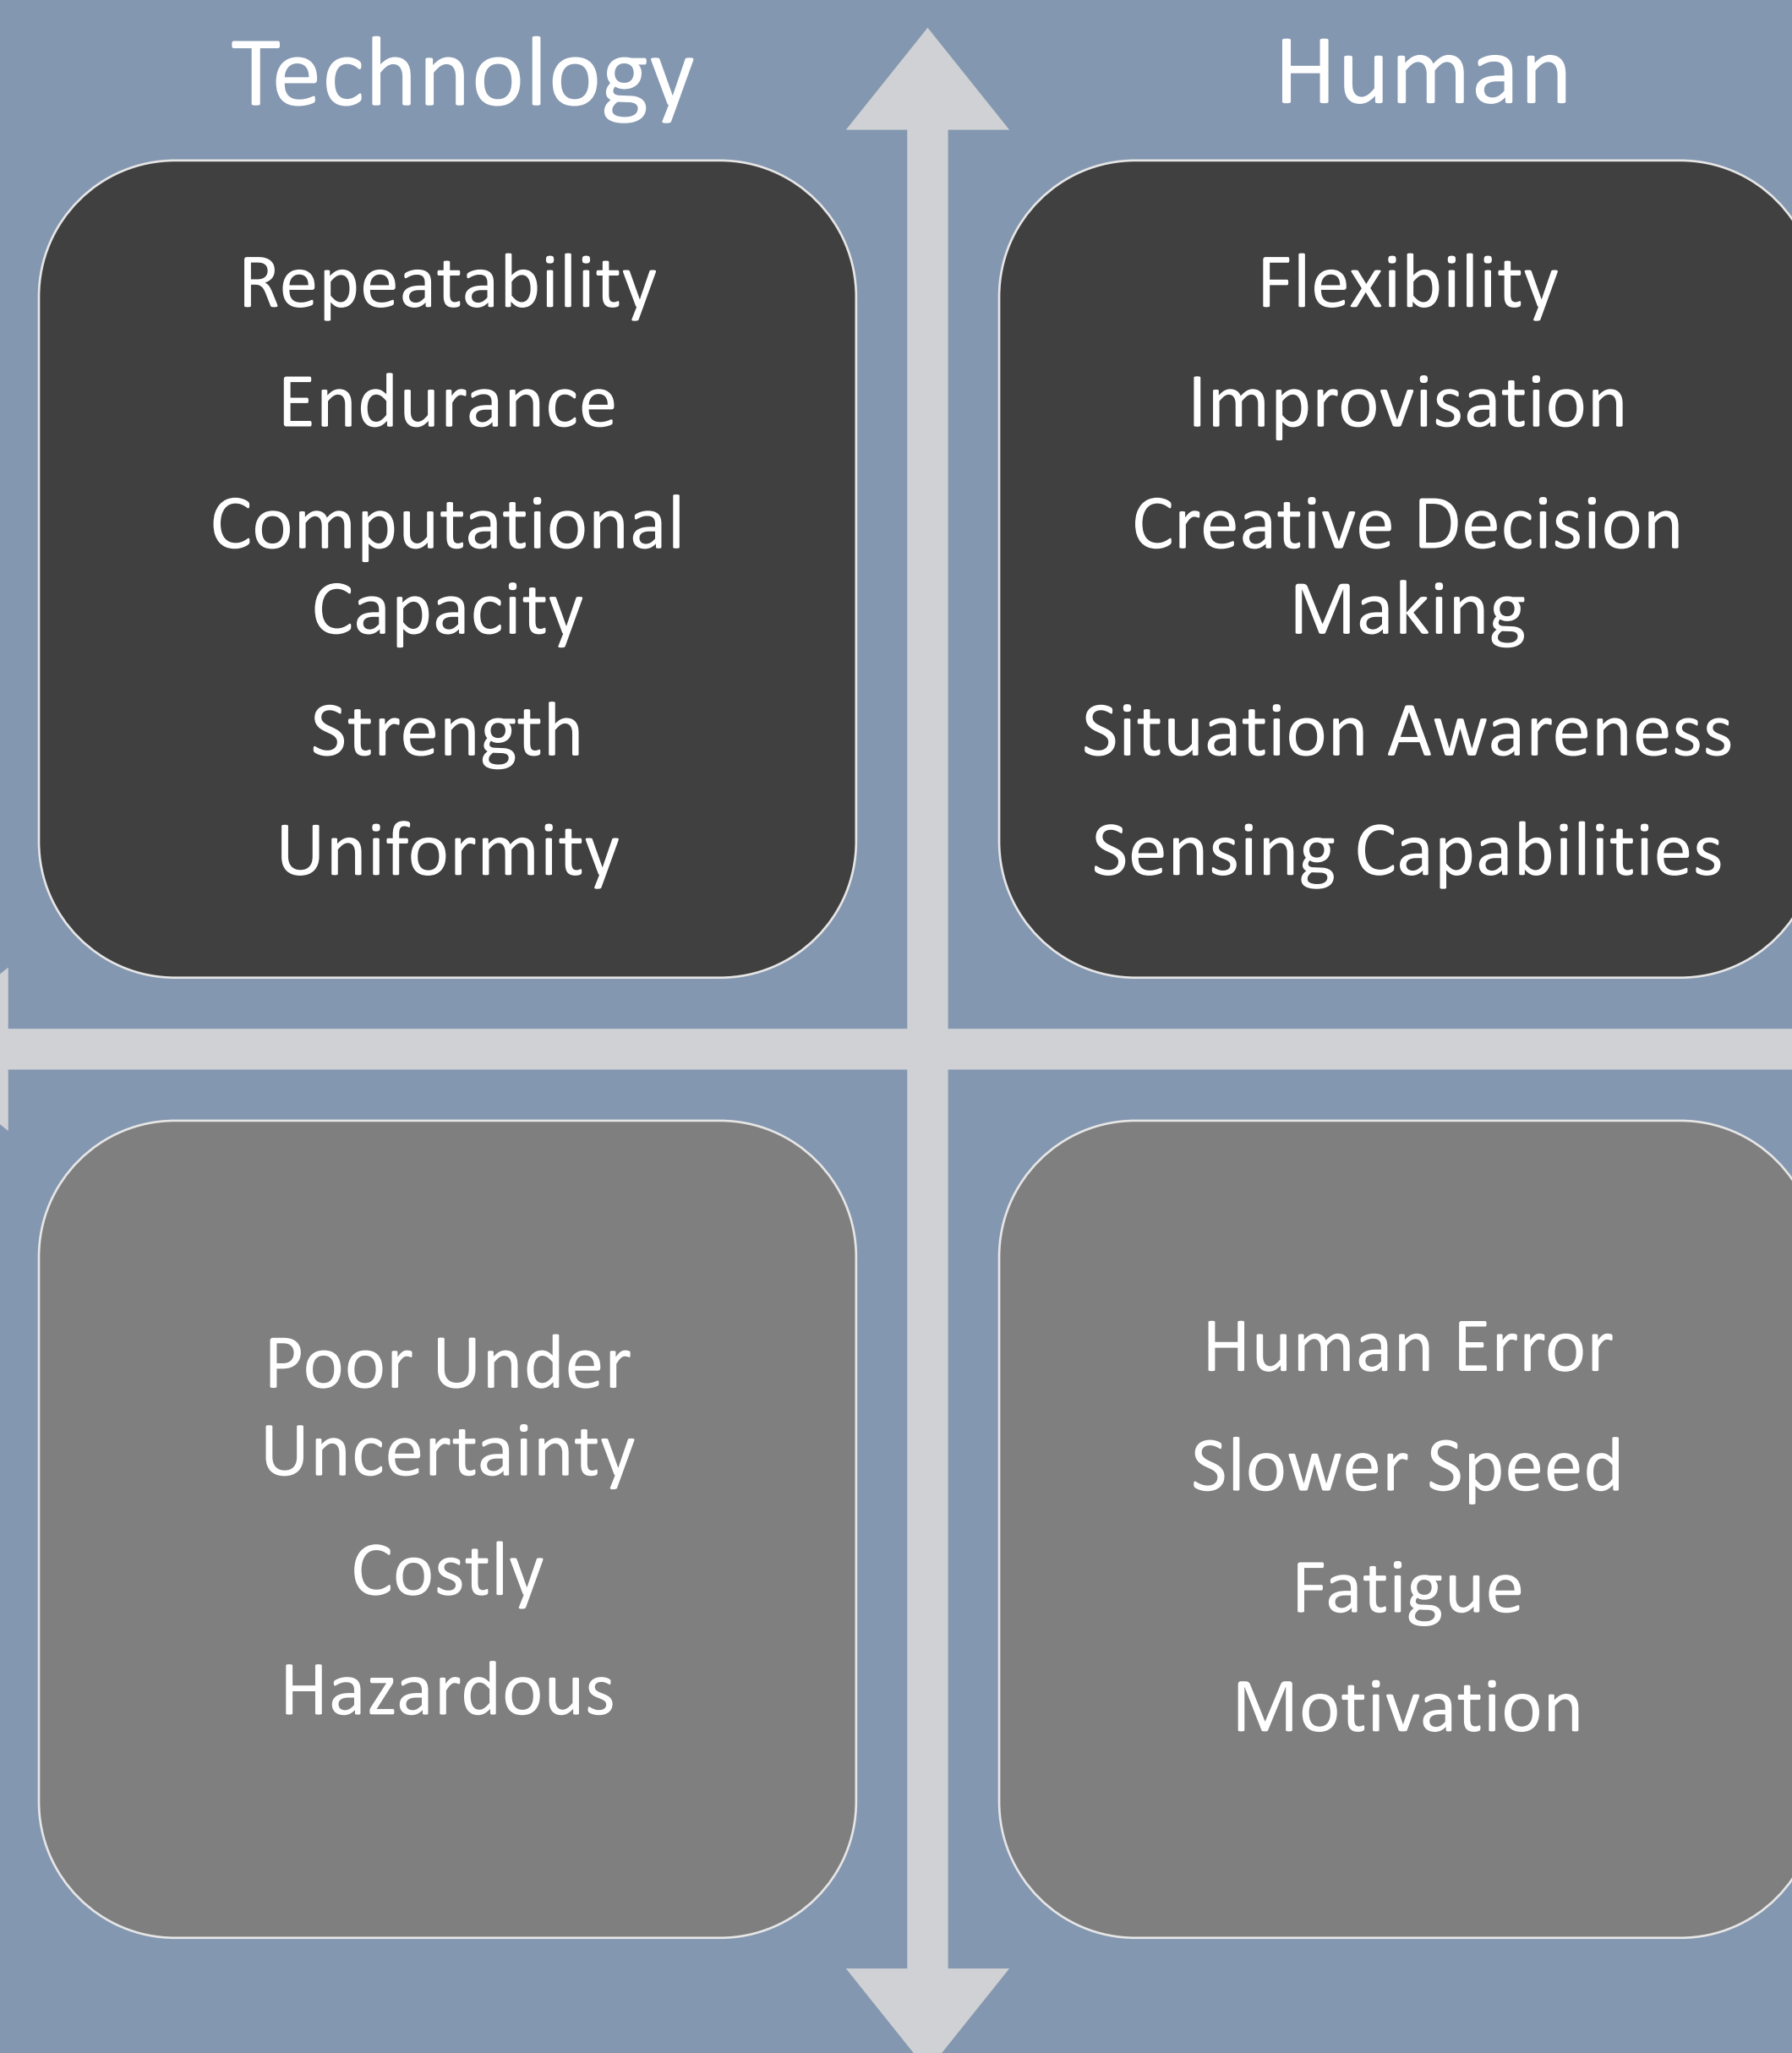 Technology
Human
Repeatability
Endurance
Computational
Capacity
Strength
Uniformity
Flexibility
Improvisation
Creative Decision
Making
Situation Awareness
Sensing Capabilities
Poor Under
Uncertainty
Costly
Hazardous
Human Error
Slower Speed
Fatigue
Motivation